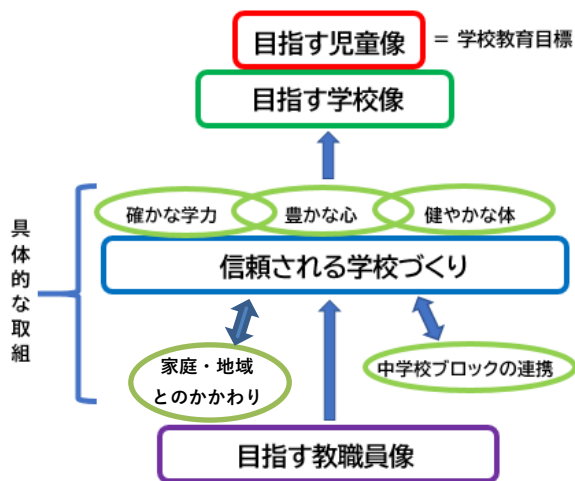 目指す児童像 = 学校教育目標
目指す学校像
確かな学力 豊かな心 健やかな体
信頼される学校づくり
具体的な取組
家庭・地域
とのかかわり
中学校ブロックの連携
目指す教職員像